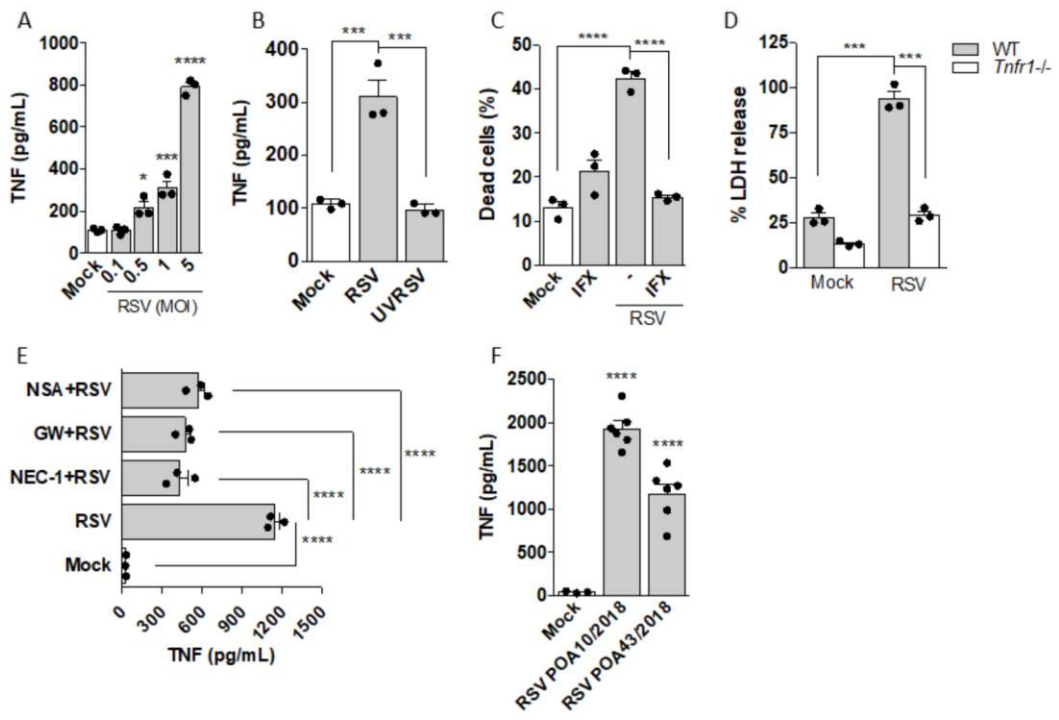 A
TNF (pg/mL)
1000
800
600
400
200
0
*
***
****
Mock
0.1
0.5
1
5
RSV (MOI)
B
TNF (pg/mL)
400
300
200
100
0
***
***
Mock
RSV
UVRSV
C
Dead cells (%)
50
40
30
20
10
0
****
****
Mock
IFX
-
IFX
RSV
D
% LDH release
125
100
75
50
25
0
***
***
Mock
RSV
WT
Tnfr1-/-
E
NSA+RSV
GW+RSV
NEC-1+RSV
RSV
Mock
****
****
****
****
0
300
600
900
1200
1500
TNF (pg/mL)
F
TNF (pg/mL)
2500
2000
1500
1000
500
0
****
****
Mock
RSV POA10/2018
RSV POA43/2018